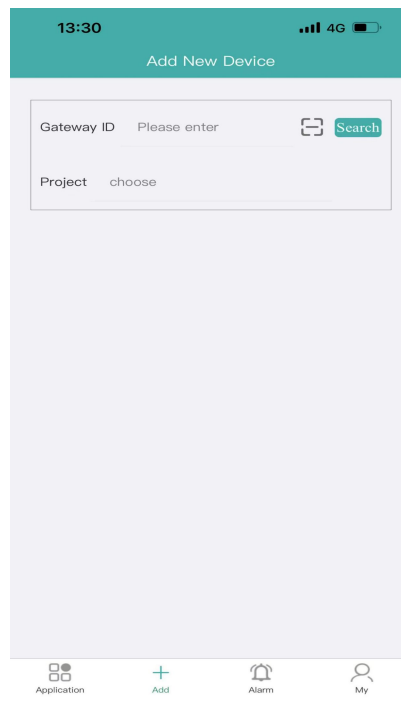 13:30 4G
Add New Device
Gateway ID Please enter Search
Project choose
Application Add Alarm My